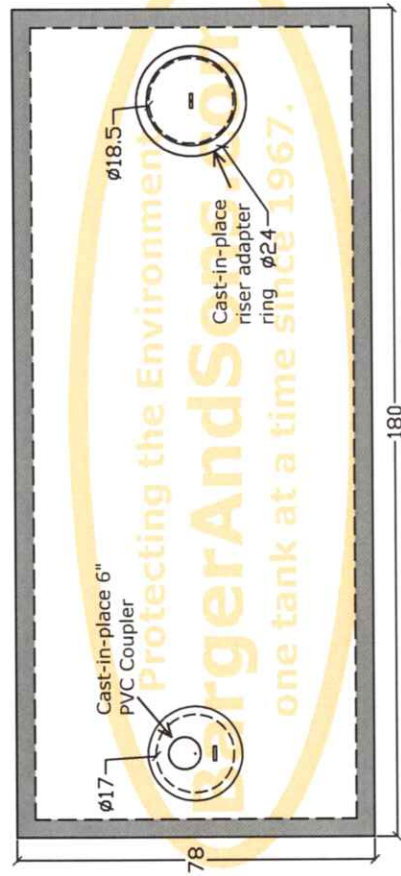 Ø17
Cast-in-place 6"
PVC Coupler
Ø18.5
Cast-in-place
riser adapter
ring
Ø24
78
180
Protecting the Environment
BargerAndSons.com
one tank at a time since 1967.